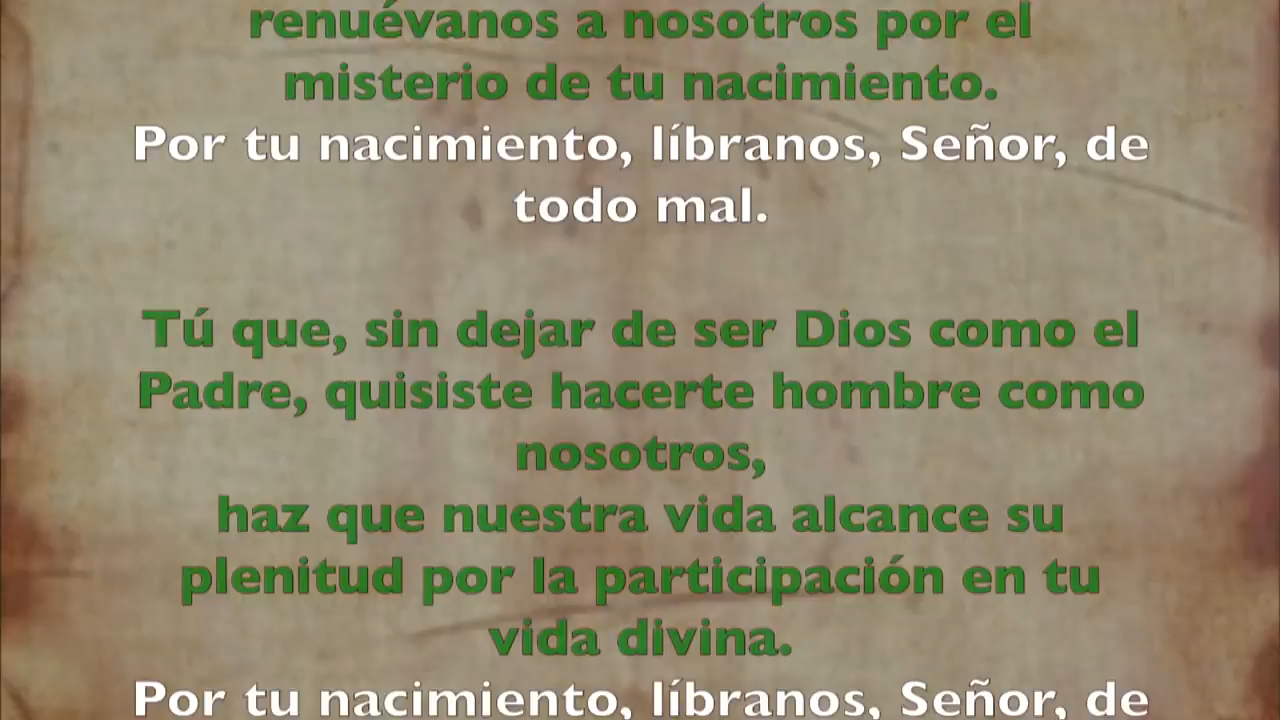 renuévanos a nosotros por el
misterio de tu nacimiento.
Por tu nacimiento, líbranos, Señor, de
todo mal.
Tú que, sin dejar de ser Dios como el
Padre, quisiste hacerte hombre como
nosotros,
haz que nuestra vida alcance su
plenitud por la participación en tu
vida divina.
Por tu nacimiento, líbranos, Señor, de